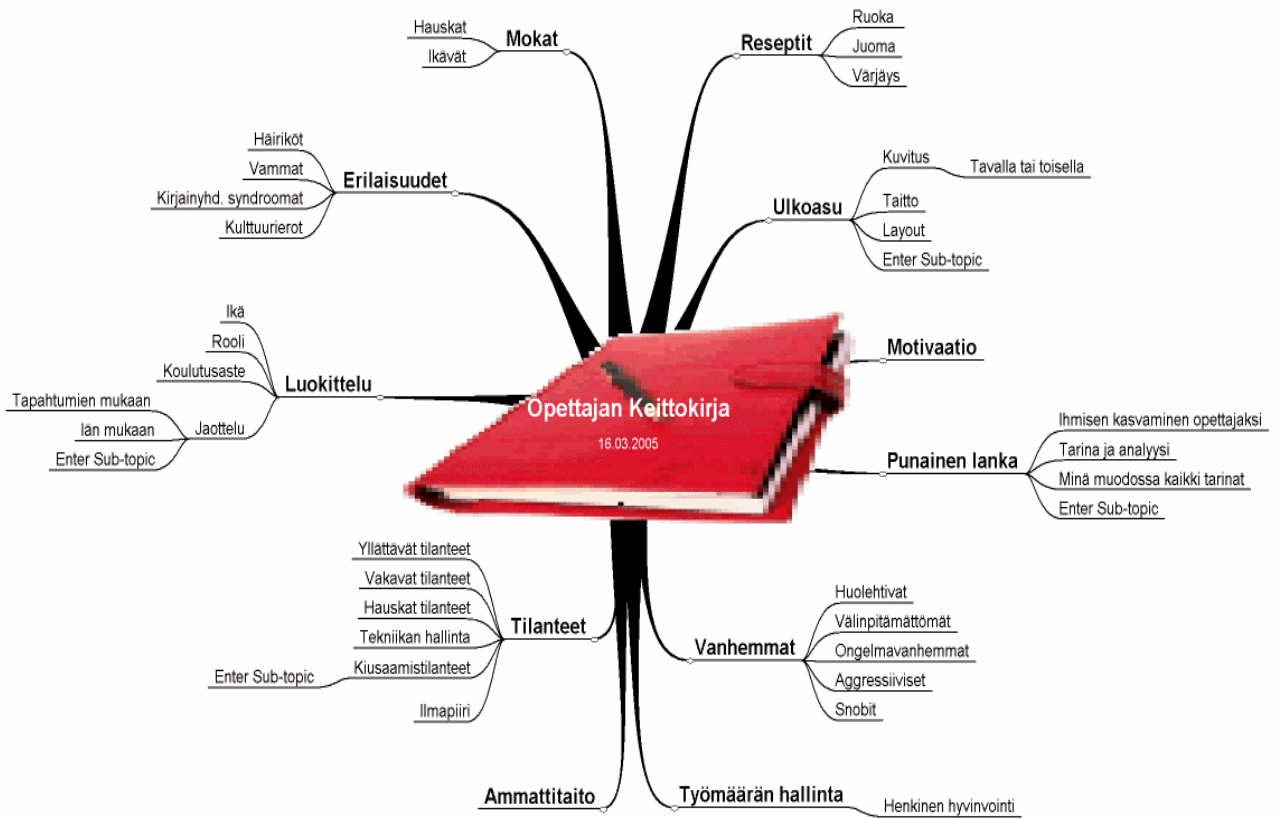 Opettajan Keittokirja
16.03.2005
Mokat
Hauskat
Ikävät
Reseptit
Ruoka
Juoma
Värjäys
Erilaisuudet
Häiriköt
Vammat
Kirjainyhd. syndroomat
Kulttuurierot
Ulkoasu
Kuvitus
Tavalla tai toisella
Taitto
Layout
Enter Sub-topic
Luokittelu
Ikä
Rooli
Koulutusaste
Jaottelu
Tapahtumien mukaan
Iän mukaan
Enter Sub-topic
Motivaatio
Punainen lanka
Ihmisen kasvaminen opettajaksi
Tarina ja analyysi
Minä muodossa kaikki tarinat
Enter Sub-topic
Tilanteet
Yllättävät tilanteet
Vakavat tilanteet
Hauskat tilanteet
Tekniikan hallinta
Kiusaamistilanteet
Enter Sub-topic
Ilmapiiri
Vanhemmat
Huolehtivat
Välinpitämättömät
Ongelmavanhemmat
Aggressiiviset
Snobit
Ammattitaito
Työmäärän hallinta
Henkinen hyvinvointi